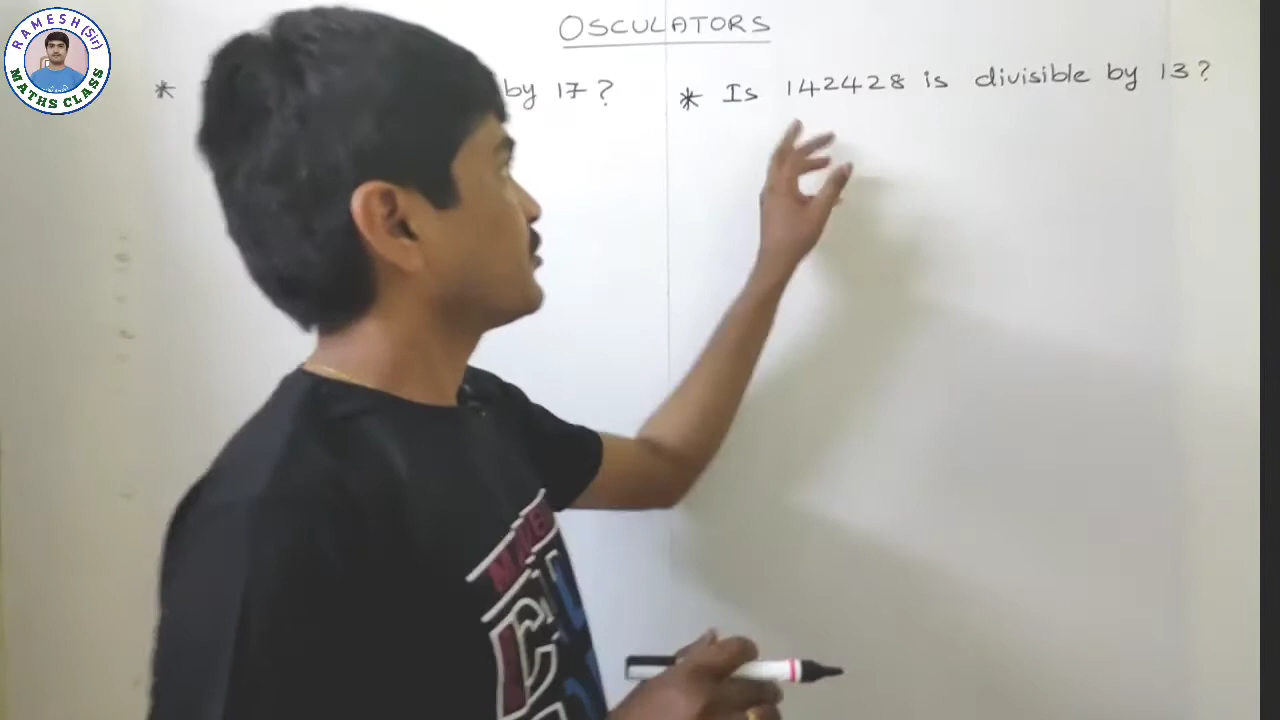 RAMESH (Sir)
MATHS CLASS
OSCULATORS
* by 17 ?
* Is 142428 is divisible by 13 ?